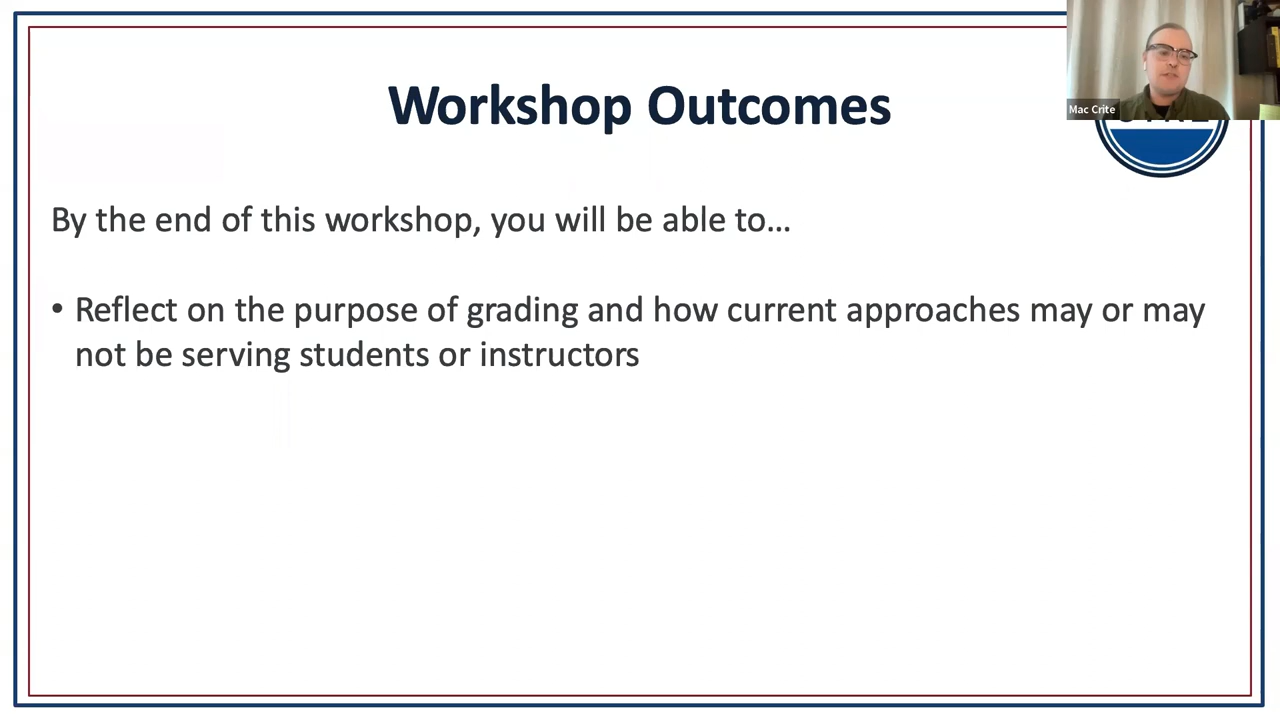 Workshop Outcomes
Mac Crite
By the end of this workshop, you will be able to...
• Reflect on the purpose of grading and how current approaches may or may
not be serving students or instructors